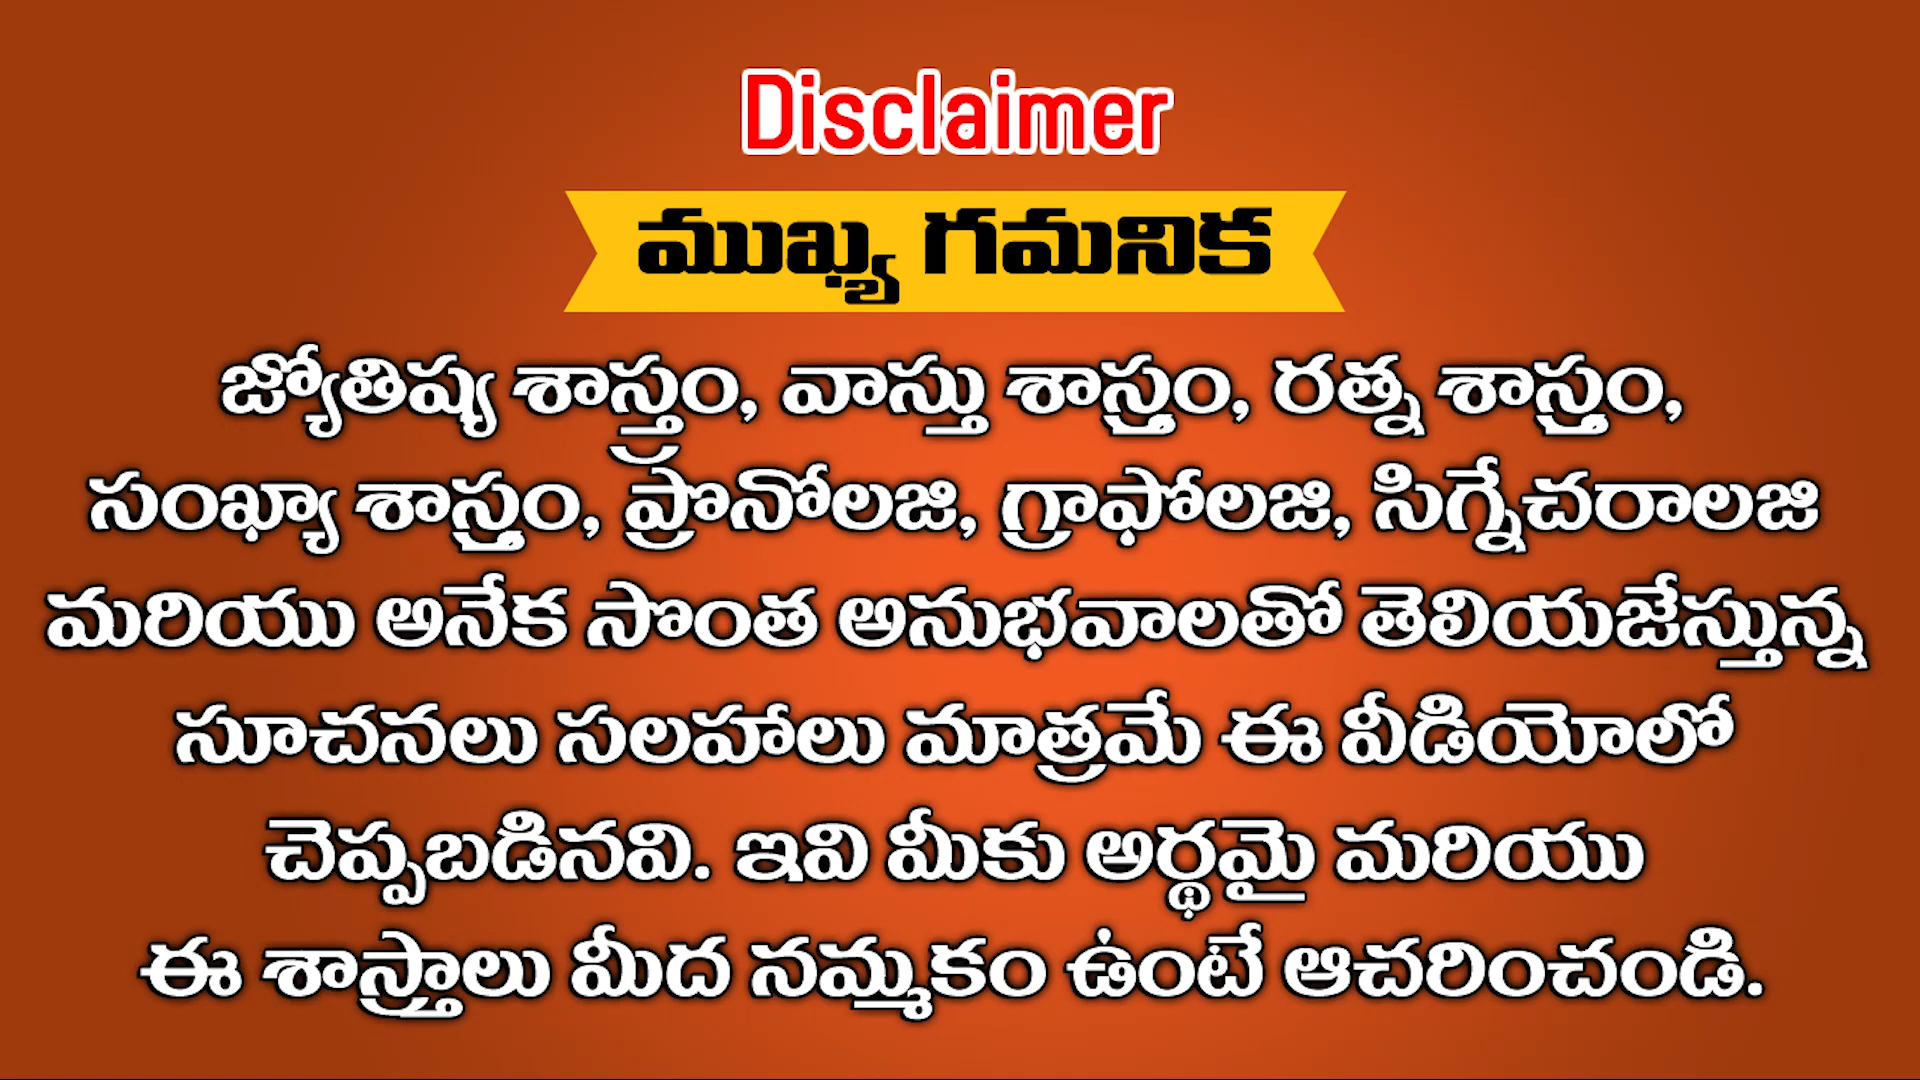 Disclaimer
ముఖ్య గమనిక
జ్యోతిష్య శాస్త్రం, వాస్తు శాస్త్రం, రత్న శాస్త్రం,
సంఖ్యా శాస్త్రం, ప్రొనోలజి, గ్రాఫోలజి, సిగ్నేచరాలజి
మరియు అనేక సొంత అనుభవాలతో తెలియజేస్తున్న
సూచనలు సలహాలు మాత్రమే ఈ వీడియోలో
చెప్పబడినవి. ఇవి మీకు అర్థమై మరియు
ఈ శాస్త్రాలు మీద నమ్మకం ఉంటే ఆచరించండి.